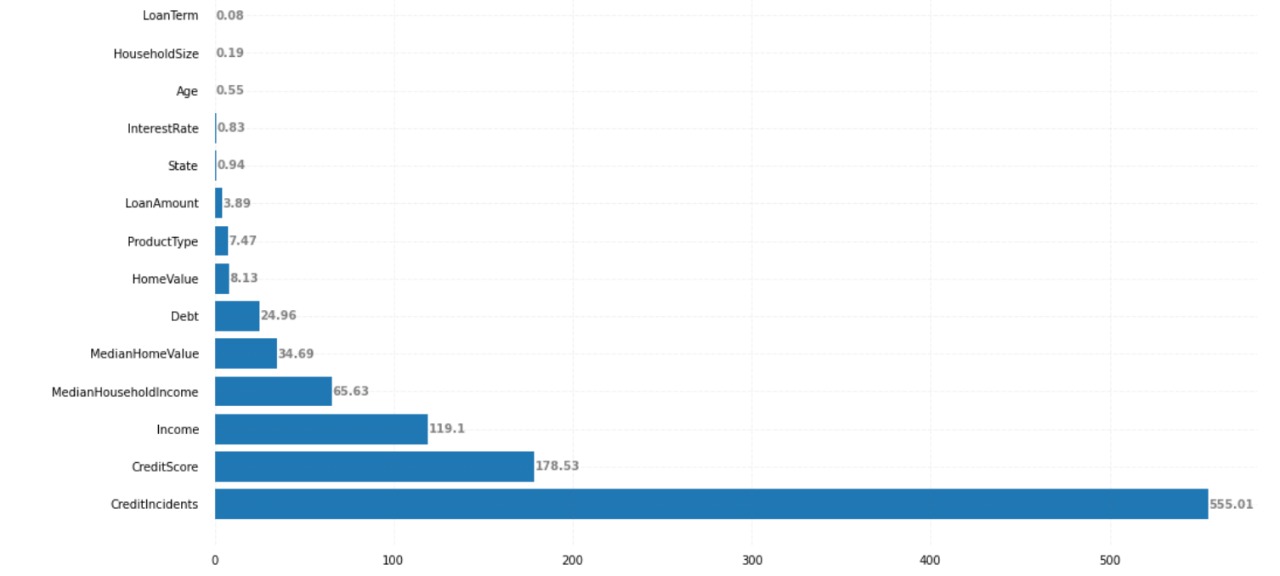 LoanTerm 0.08
HouseholdSize 0.19
Age 0.55
InterestRate 0.83
State 0.94
LoanAmount 3.89
ProductType 7.47
HomeValue 8.13
Debt 24.96
MedianHomeValue 34.69
MedianHouseholdIncome 65.63
Income 119.1
CreditScore 178.53
CreditIncidents 555.01
0 100 200 300 400 500